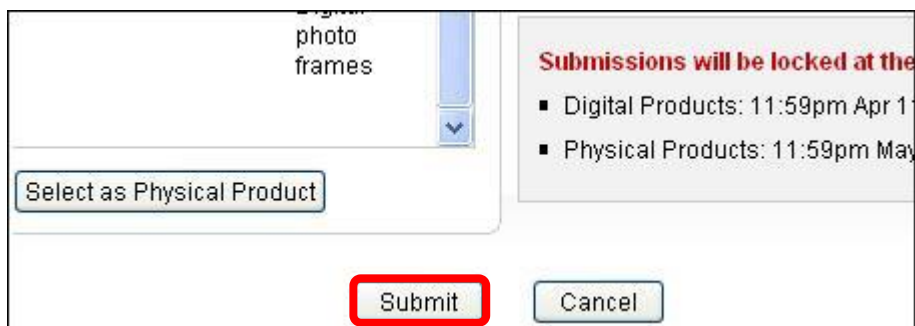 photo
frames
Select as Physical Product
Submissions will be locked at the
Digital Products: 11:59pm Apr 1
Physical Products: 11:59pm May
Submit
Cancel